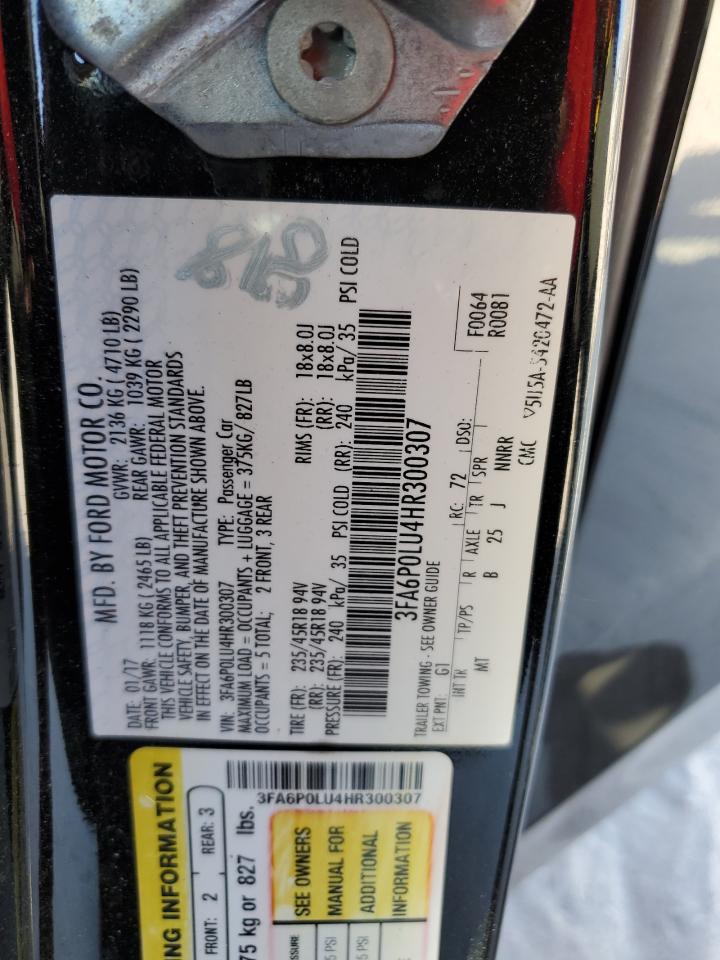 MFD. BY FORD MOTOR CO.
DATE: 01/17 GVWR: 2136 KG ( 4710 LB)
FRONT GAWR: 1118 KG ( 2465 LB) REAR GAWR: 1039 KG ( 2290 LB)
THIS VEHICLE CONFORMS TO ALL APPLICABLE FEDERAL MOTOR
VEHICLE SAFETY, BUMPER, AND THEFT PREVENTION STANDARDS
IN EFFECT ON THE DATE OF MANUFACTURE SHOWN ABOVE.
VIN: 3FA6P0LU4HR300307 TYPE: Passenger Car
MAXIMUM LOAD = OCCUPANTS + LUGGAGE = 375KG/ 827LB
OCCUPANTS = 5 TOTAL; 2 FRONT, 3 REAR
TIRE (FR): 235/45R18 94V RIMS (FR): 18x8.0J
(RR): 235/45R18 94V (RR): 18x8.0J
PRESSURE (FR): 240 kPa/ 35 PSI COLD (RR): 240 kPa/ 35 PSI COLD
3FA6P0LU4HR300307
TRAILER TOWING - SEE OWNER GUIDE
EXT PNT: G1 RC: 72 DSO: F0064
R0081
INT TR TP/PS R AXLE TR SPR
MT B 25 J NNRR
CMC
3FA6P0LU4HR300307
ING INFORMATION
FRONT: 2 REAR: 3
75 kg or 827 lbs.
SSURE
5 PSI
5 PSI
SEE OWNERS
MANUAL FOR
ADDITIONAL
INFORMATION